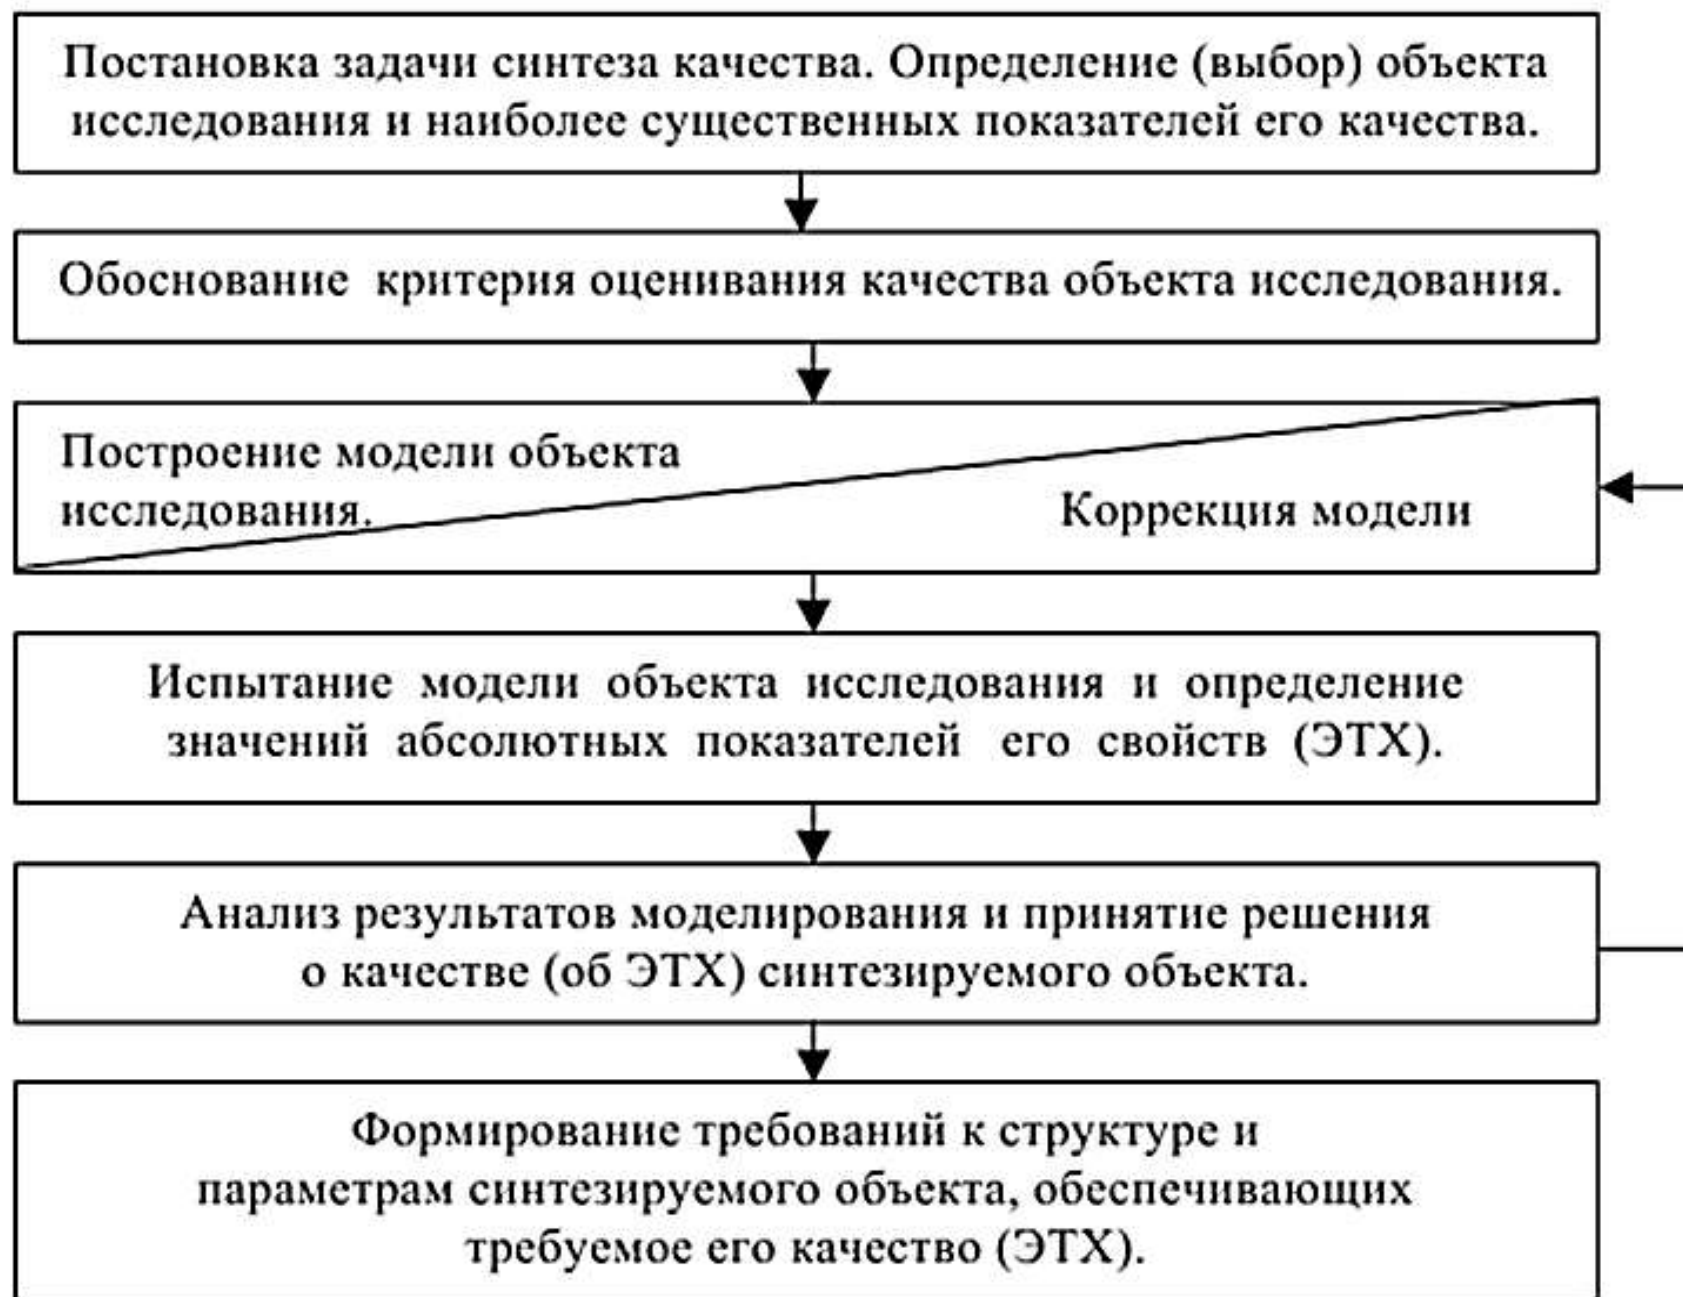 Постановка задачи синтеза качества. Определение (выбор) объекта
исследования и наиболее существенных показателей его качества.
Обоснование критерия оценивания качества объекта исследования.
Построение модели объекта
исследования.
Коррекция модели
Испытание модели объекта исследования и определение
значений абсолютных показателей его свойств (ЭТХ).
Анализ результатов моделирования и принятие решения
о качестве (об ЭТХ) синтезируемого объекта.
Формирование требований к структуре и
параметрам синтезируемого объекта, обеспечивающих
требуемое его качество (ЭТХ).